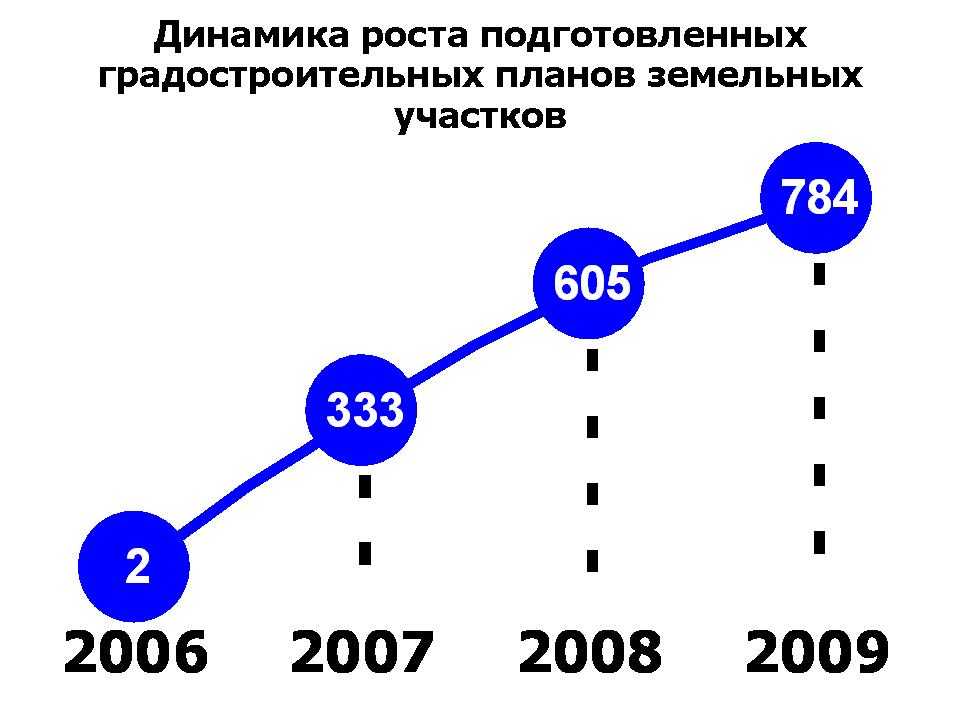 Динамика роста подготовленных
градостроительных планов земельных
участков
784
605
333
2
2006 2007 2008 2009